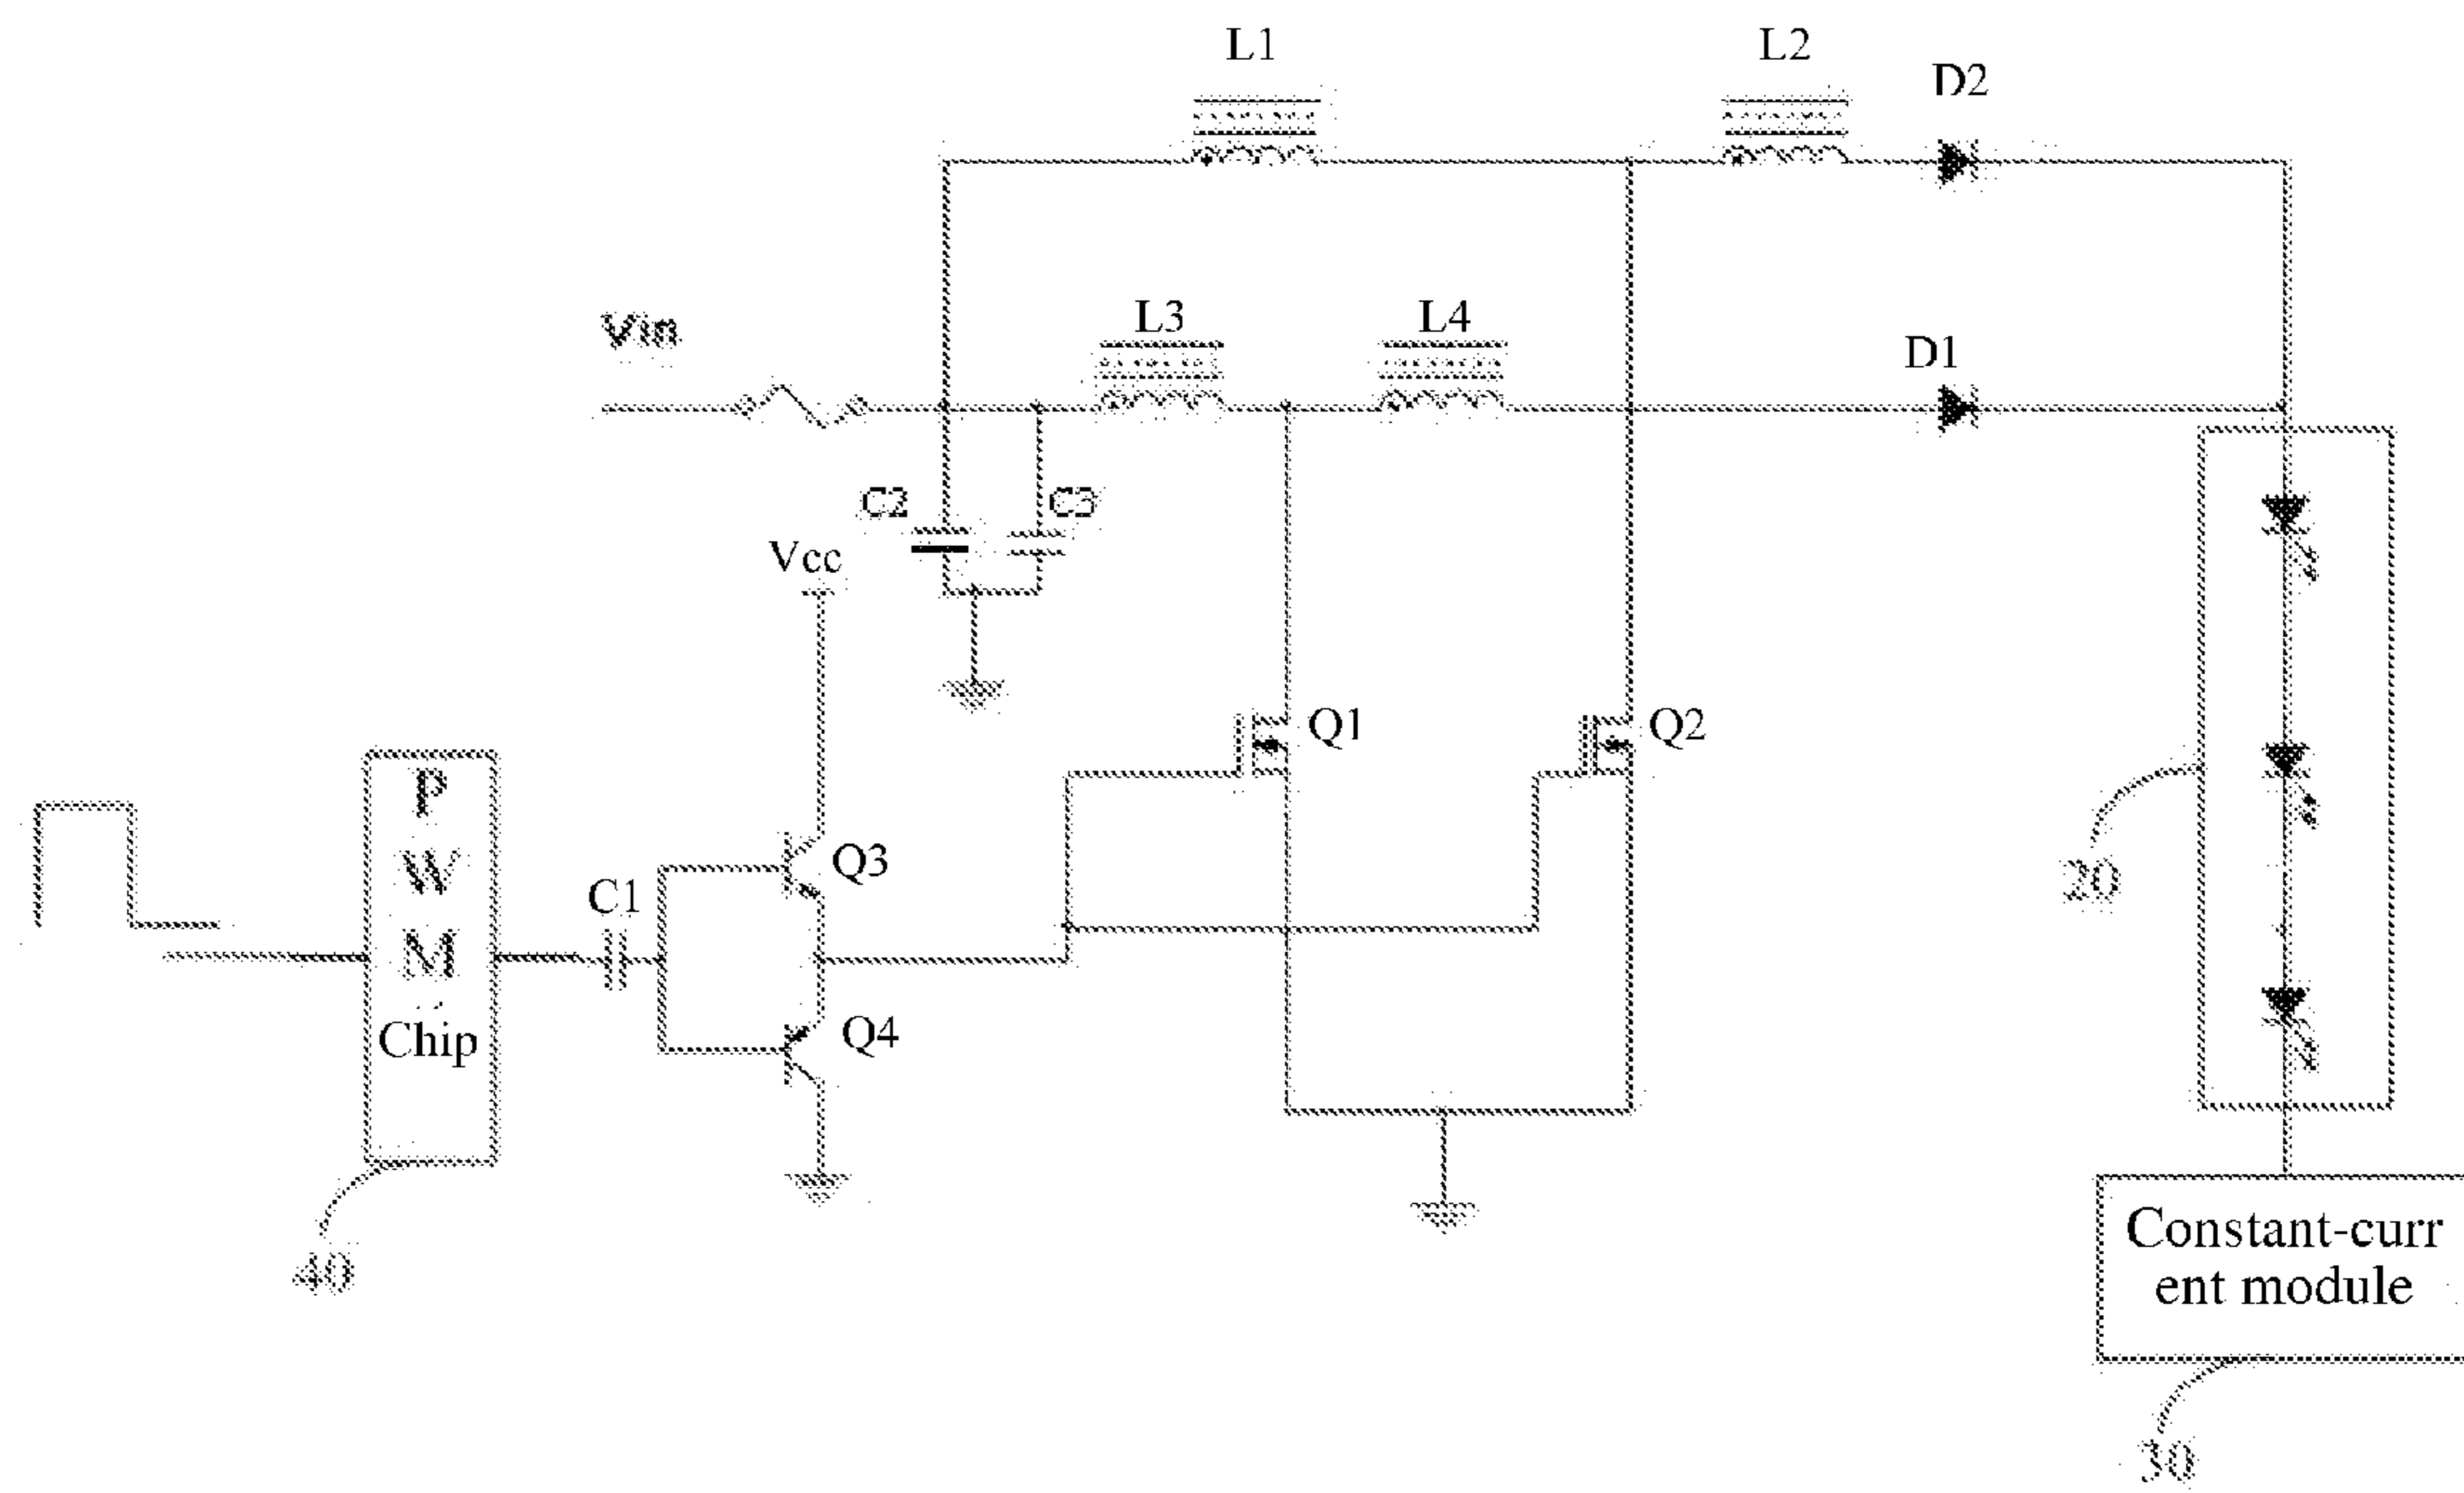 L1
L2
D2
Vin
L3
L4
D1
C2
C3
Vcc
Q1
Q2
P
W
M
Chip
C1
Q3
Q4
20
40
Constant-curr
ent module
30